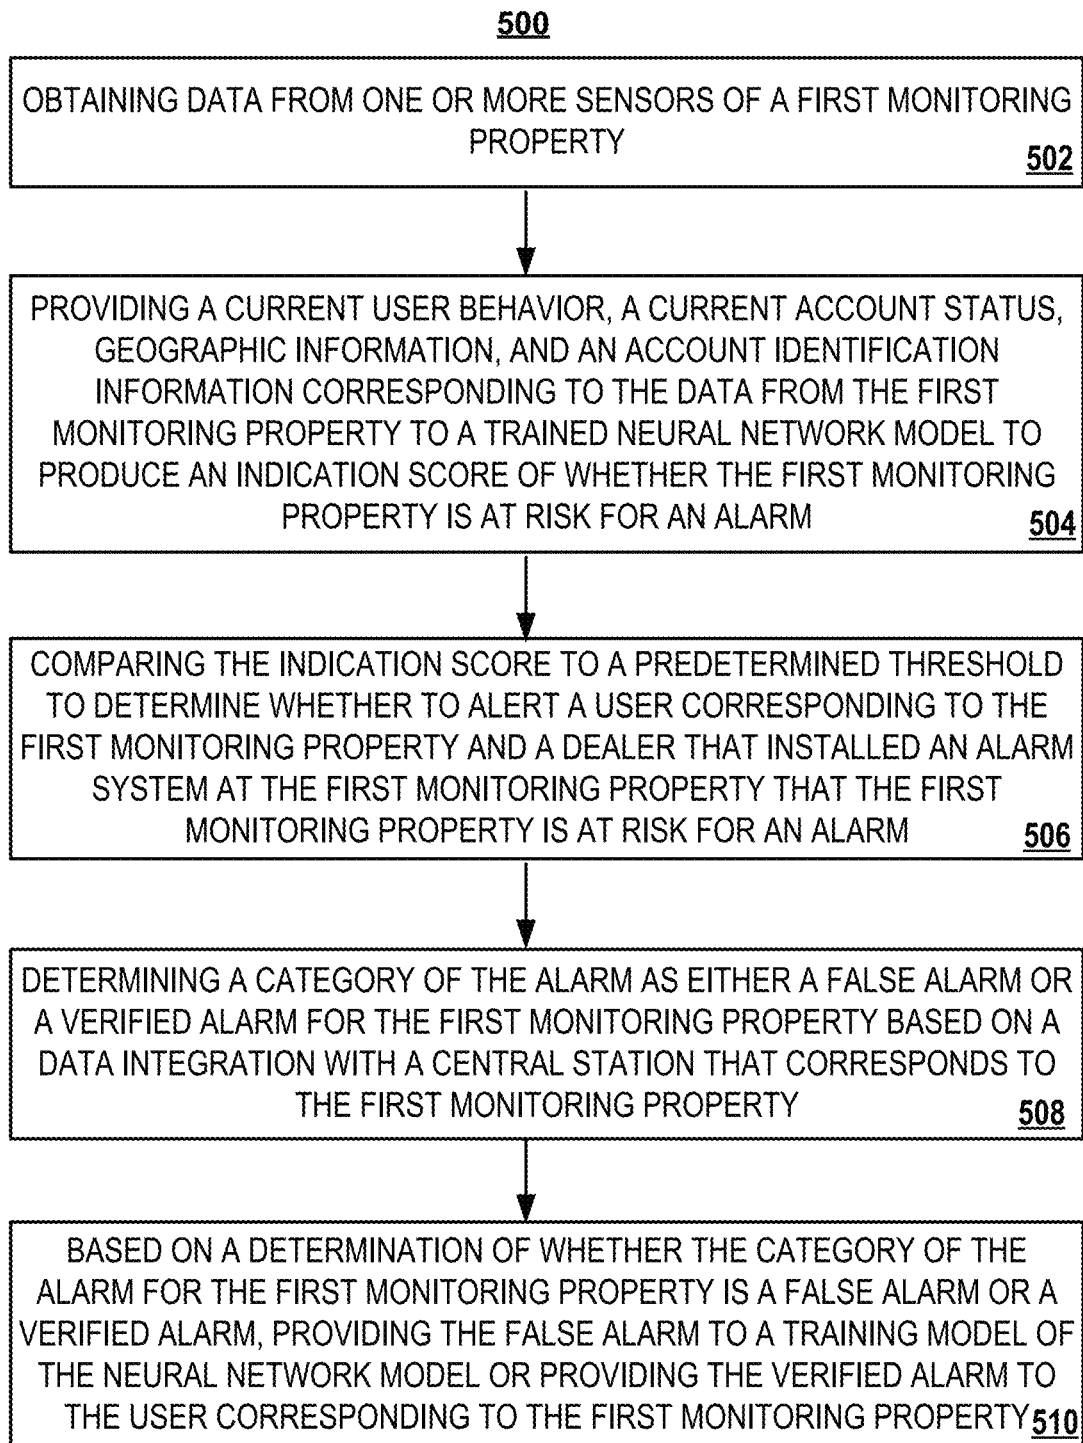 500
OBTAINING DATA FROM ONE OR MORE SENSORS OF A FIRST MONITORING
PROPERTY
502
PROVIDING A CURRENT USER BEHAVIOR, A CURRENT ACCOUNT STATUS,
GEOGRAPHIC INFORMATION, AND AN ACCOUNT IDENTIFICATION
INFORMATION CORRESPONDING TO THE DATA FROM THE FIRST
MONITORING PROPERTY TO A TRAINED NEURAL NETWORK MODEL TO
PRODUCE AN INDICATION SCORE OF WHETHER THE FIRST MONITORING
PROPERTY IS AT RISK FOR AN ALARM
504
COMPARING THE INDICATION SCORE TO A PREDETERMINED THRESHOLD
TO DETERMINE WHETHER TO ALERT A USER CORRESPONDING TO THE
FIRST MONITORING PROPERTY AND A DEALER THAT INSTALLED AN ALARM
SYSTEM AT THE FIRST MONITORING PROPERTY THAT THE FIRST
MONITORING PROPERTY IS AT RISK FOR AN ALARM
506
DETERMINING A CATEGORY OF THE ALARM AS EITHER A FALSE ALARM OR
A VERIFIED ALARM FOR THE FIRST MONITORING PROPERTY BASED ON A
DATA INTEGRATION WITH A CENTRAL STATION THAT CORRESPONDS TO
THE FIRST MONITORING PROPERTY
508
BASED ON A DETERMINATION OF WHETHER THE CATEGORY OF THE
ALARM FOR THE FIRST MONITORING PROPERTY IS A FALSE ALARM OR A
VERIFIED ALARM, PROVIDING THE FALSE ALARM TO A TRAINING MODEL OF
THE NEURAL NETWORK MODEL OR PROVIDING THE VERIFIED ALARM TO
THE USER CORRESPONDING TO THE FIRST MONITORING PROPERTY 510